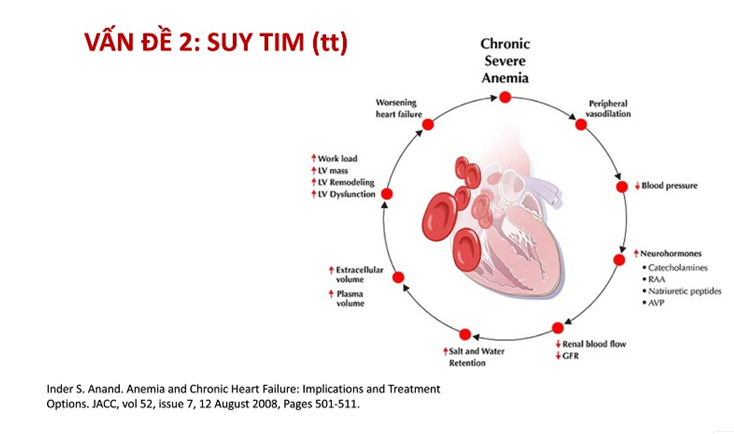 VẤN ĐỀ 2: SUY TIM (tt)
Chronic
Severe
Anemia
Peripheral
vasodilation
↓Blood pressure
↑Neurohormones
• Catecholamines
• RAA
• Natriuretic peptides
• AVP
↓Renal blood flow
↓GFR
↑Salt and Water
Retention
↑Extracellular
volume
↑Plasma
volume
↑Work load
↑LV mass
↑LV Remodeling
↑LV Dysfunction
Worsening
heart failure
Inder S. Anand. Anemia and Chronic Heart Failure: Implications and Treatment
Options. JACC, vol 52, issue 7, 12 August 2008, Pages 501-511.